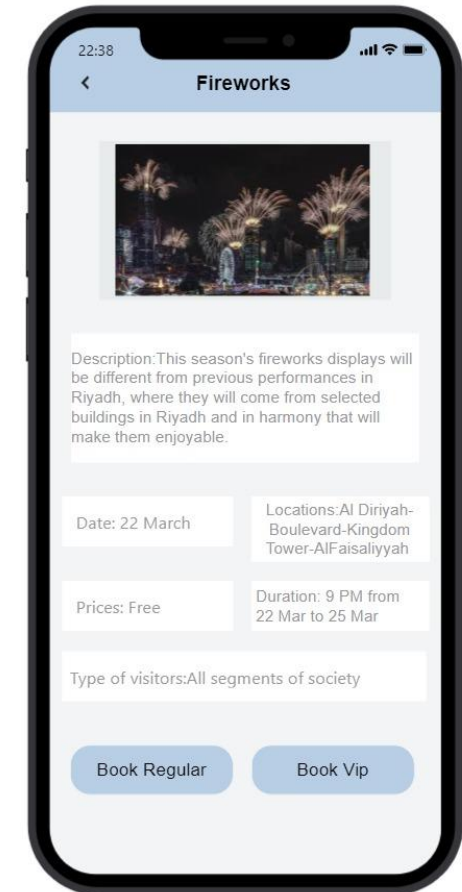 22:38
Fireworks
Description:This season's fireworks displays will
be different from previous performances in
Riyadh, where they will come from selected
buildings in Riyadh and in harmony that will
make them enjoyable.
Date: 22 March
Locations:Al Diriyah-
Boulevard-Kingdom
Tower-AlFaisaliyyah
Prices: Free
Duration: 9 PM from
22 Mar to 25 Mar
Type of visitors:All segments of society
Book Regular
Book Vip